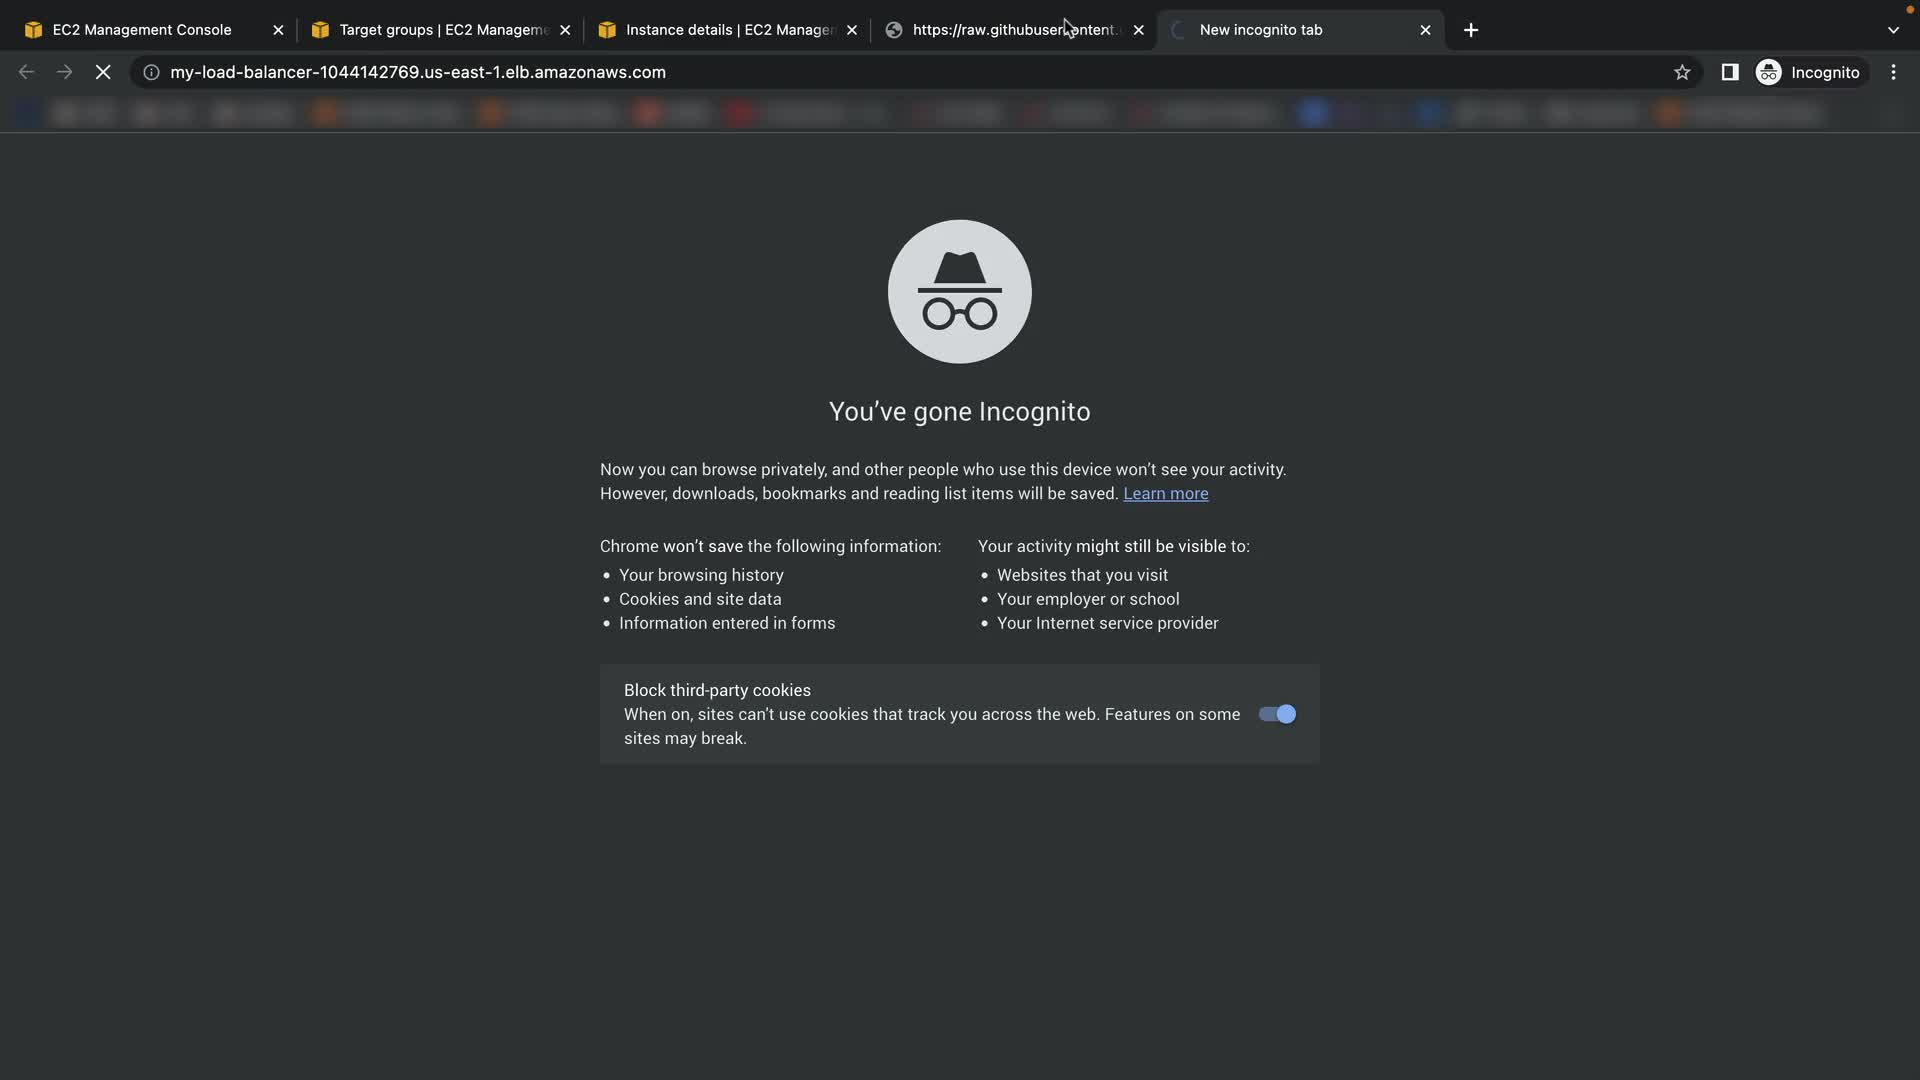 EC2 Management Console
Target groups | EC2 Manageme
Instance details | EC2 Manager
https://raw.githubusercontent.
New incognito tab
my-load-balancer-1044142769.us-east-1.elb.amazonaws.com
Incognito
You've gone Incognito
Now you can browse privately, and other people who use this device won't see your activity.
However, downloads, bookmarks and reading list items will be saved. Learn more
Chrome won't save the following information:
Your browsing history
Cookies and site data
Information entered in forms
Your activity might still be visible to:
Websites that you visit
Your employer or school
Your Internet service provider
Block third-party cookies
When on, sites can't use cookies that track you across the web. Features on some
sites may break.